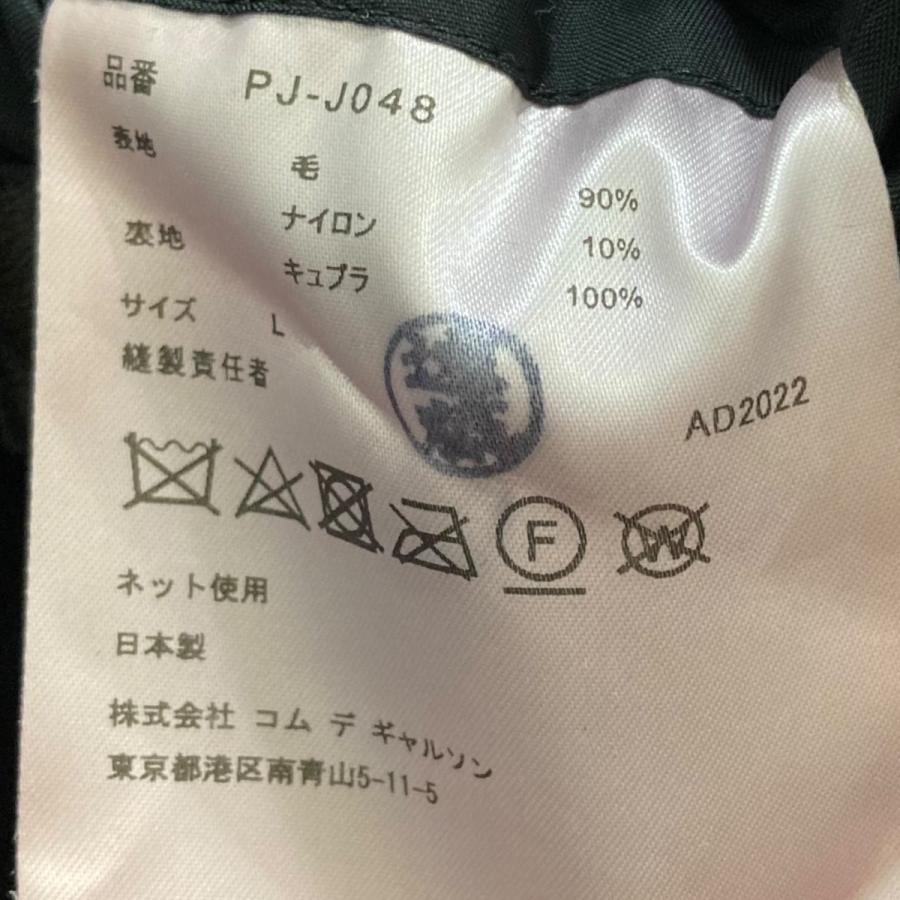 品番 PJ-J048
表地 毛 90%
ナイロン 10%
裏地 キュプラ 100%
サイズ L
縫製責任者
AD2022
F
W
ネット使用
日本製
株式会社 コム デ ギャルソン
東京都港区南青山5-11-5